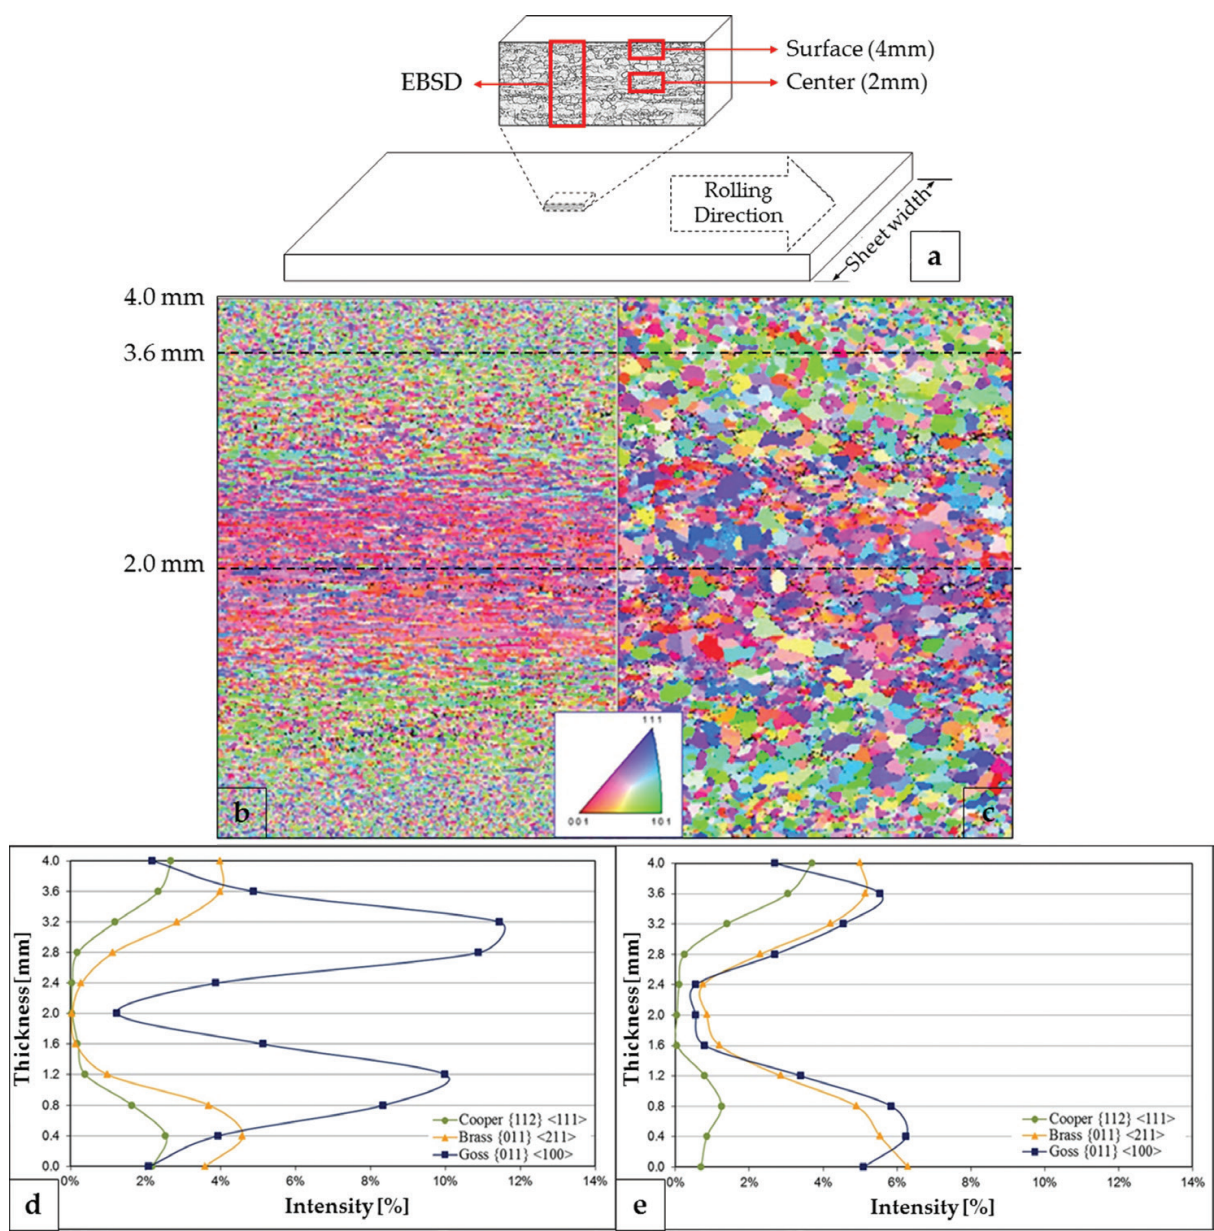 EBSD
Surface (4mm)
Center (2mm)
Rolling
Direction
Sheet width
a
4.0 mm
3.6 mm
2.0 mm
b
c
111
001
101
4.0
3.6
3.2
2.8
2.4
2.0
1.6
1.2
0.8
0.4
0.0
Thickness [mm]
Cooper {112} <111>
Brass {011} <211>
Goss {011} <100>
0% 2% 4% 6% 8% 10% 12% 14%
Intensity [%]
d
4.0
3.6
3.2
2.8
2.4
2.0
1.6
1.2
0.8
0.4
0.0
Thickness [mm]
Cooper {112} <111>
Brass {011} <211>
Goss {011} <100>
0% 2% 4% 6% 8% 10% 12% 14%
Intensity [%]
e